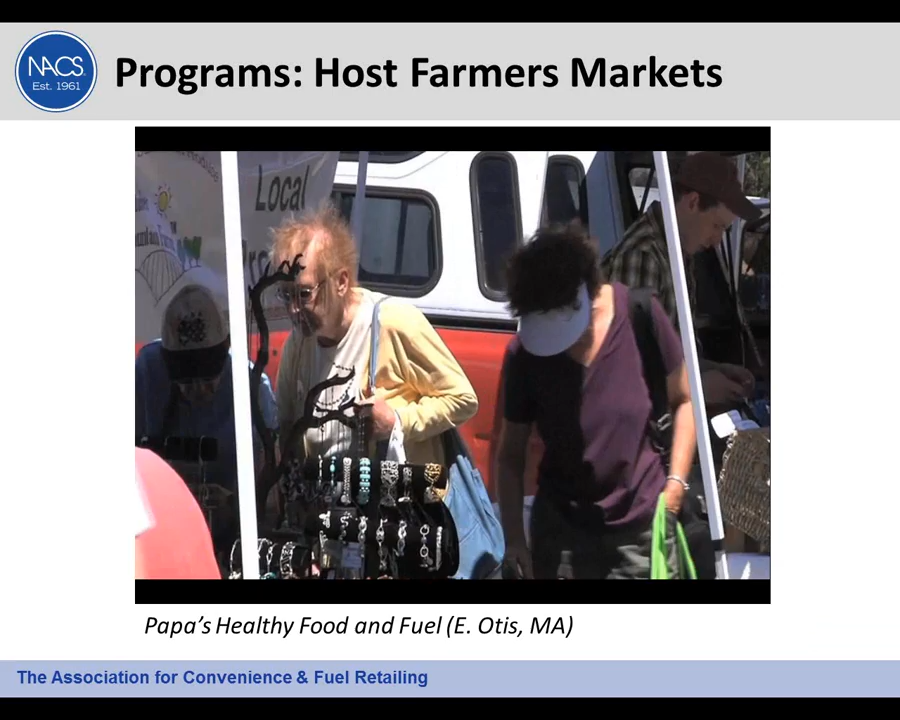 NACS
Est. 1961
Programs: Host Farmers Markets
Local
Papa's Healthy Food and Fuel (E. Otis, MA)
The Association for Convenience & Fuel Retailing